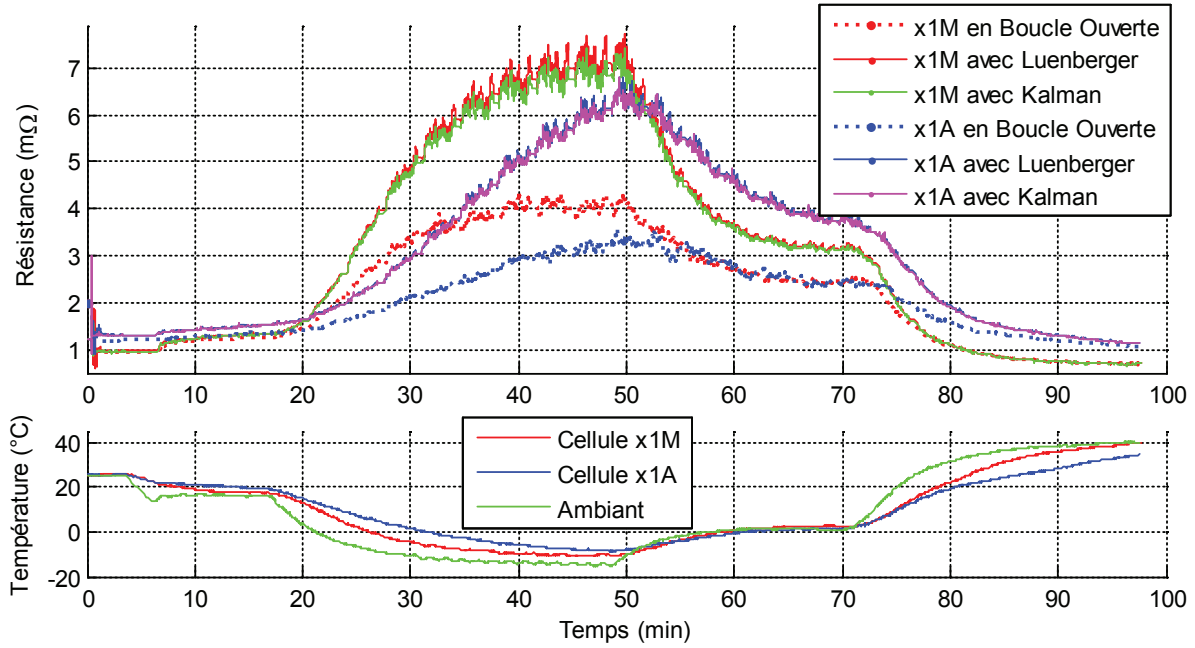 x1M en Boucle Ouverte
x1M avec Luenberger
x1M avec Kalman
x1A en Boucle Ouverte
x1A avec Luenberger
x1A avec Kalman
Résistance (mΩ)
7
6
5
4
3
2
1
0 10 20 30 40 50 60 70 80 90 100
Cellule x1M
Cellule x1A
Ambiant
Température (°C)
40
20
0
-20
0 10 20 30 40 50 60 70 80 90 100
Temps (min)